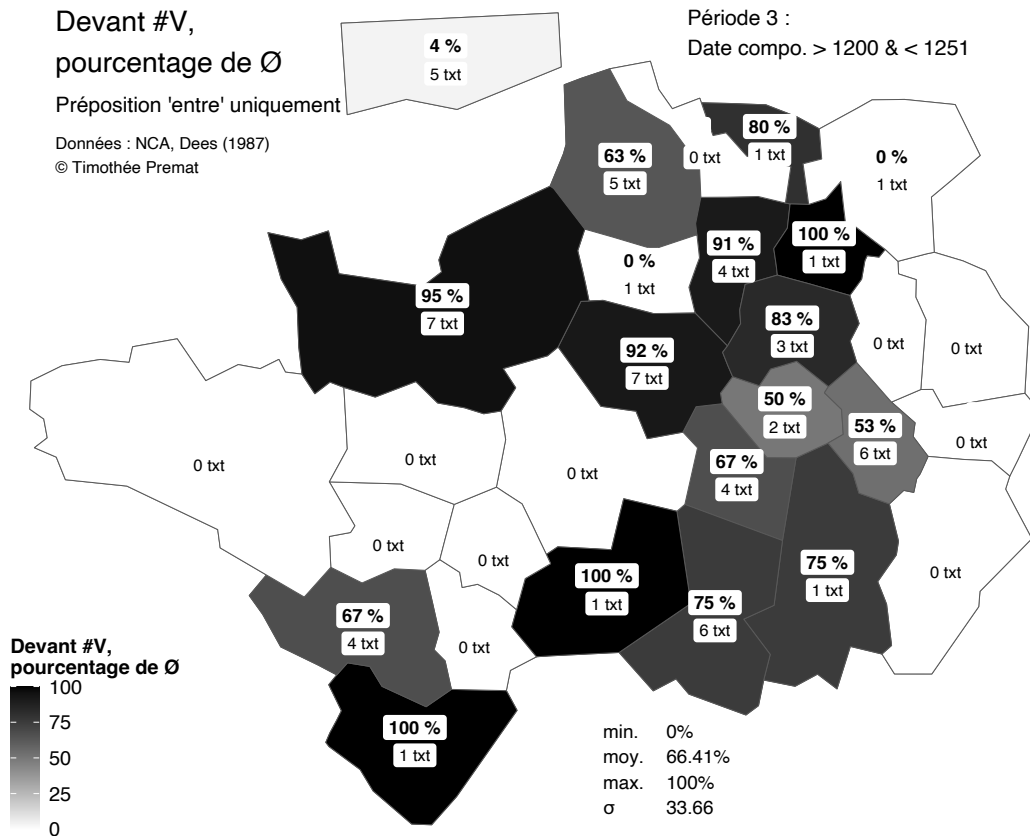 Devant #V,
pourcentage de Ø
Préposition 'entre' uniquement
Données : NCA, Dees (1987)
© Timothée Premat
Période 3 :
Date compo. > 1200 & < 1251
4 %
5 txt
63 %
5 txt
0 txt
80 %
1 txt
0 %
1 txt
95 %
7 txt
0 %
1 txt
91 %
4 txt
100 %
1 txt
92 %
7 txt
83 %
3 txt
0 txt
0 txt
50 %
2 txt
53 %
6 txt
0 txt
0 txt
0 txt
0 txt
67 %
4 txt
0 txt
0 txt
100 %
1 txt
75 %
6 txt
75 %
1 txt
0 txt
67 %
4 txt
0 txt
100 %
1 txt
Devant #V,
pourcentage de Ø
100
75
50
25
0
min. 0%
moy. 66.41%
max. 100%
σ 33.66